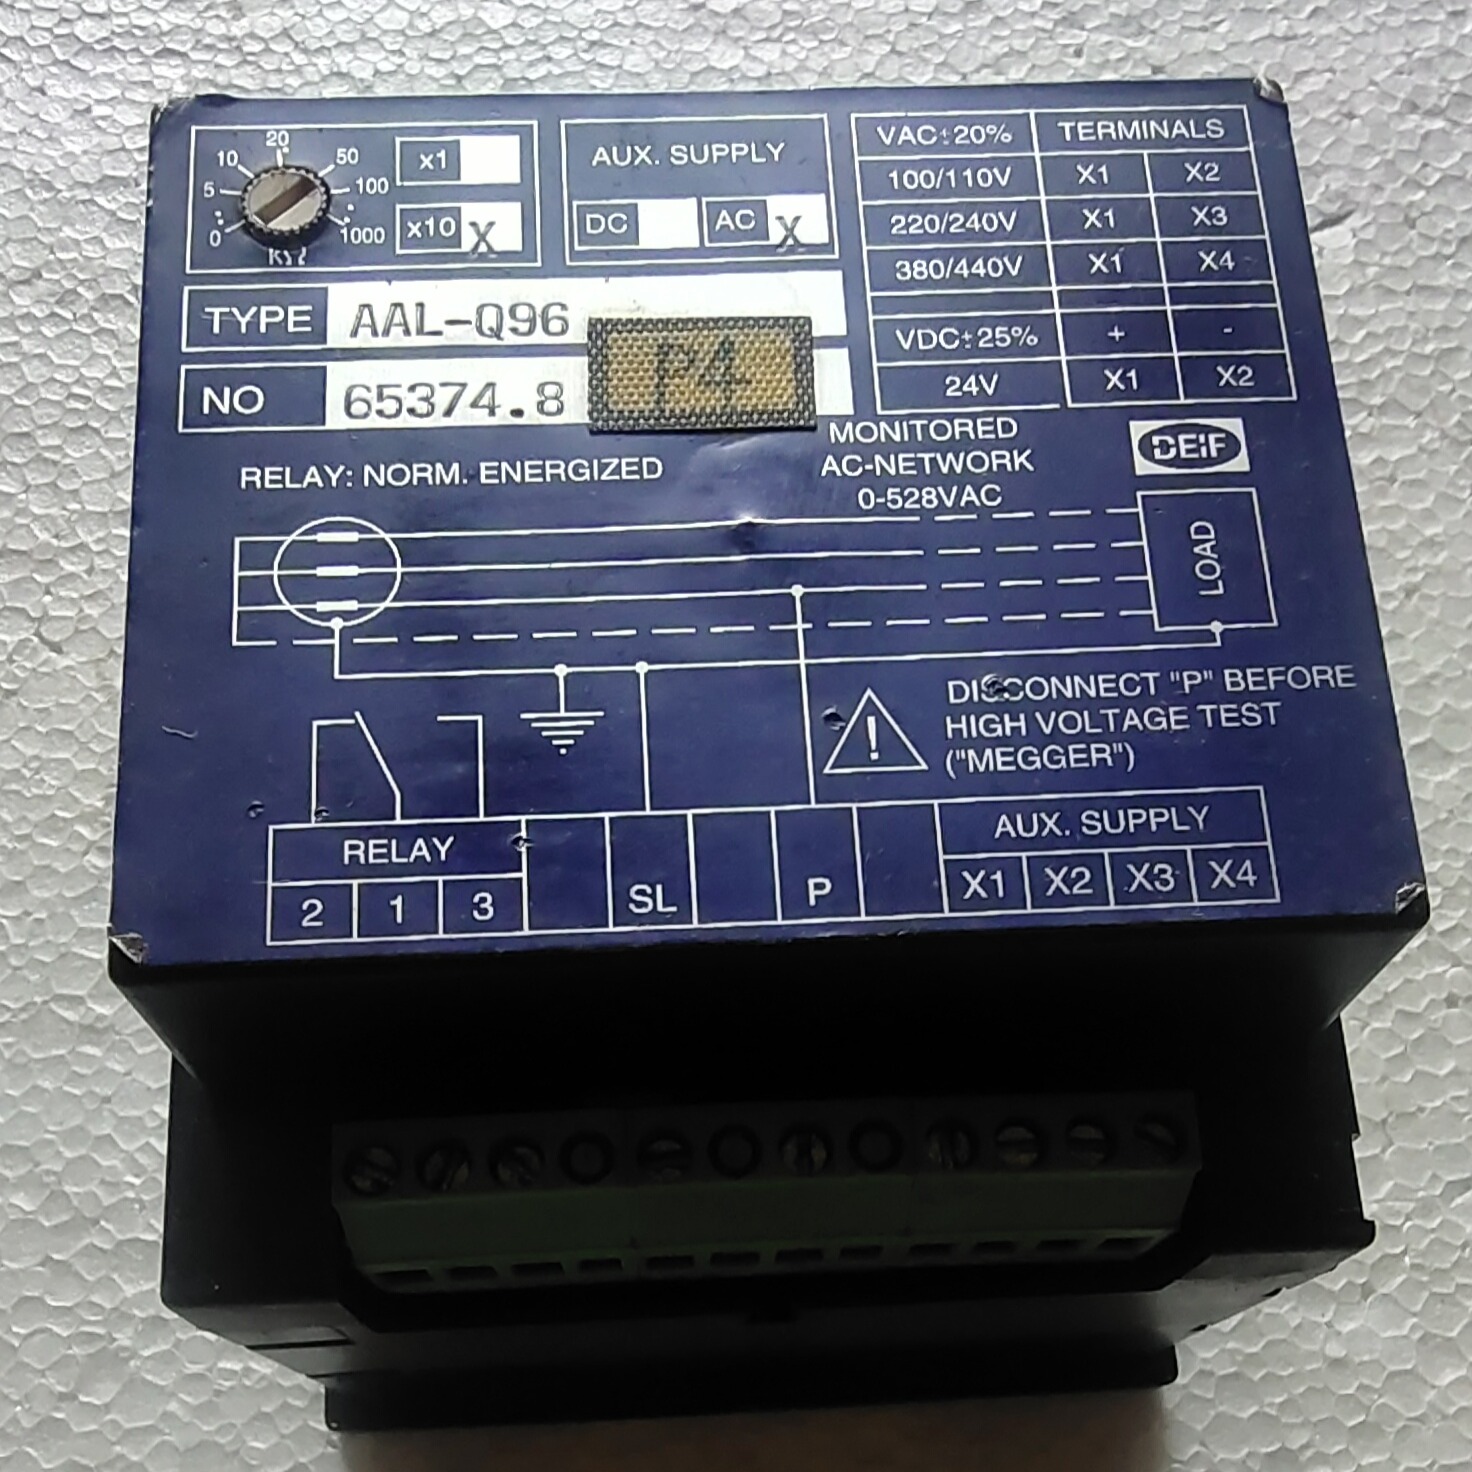 20
10 50
5 100
0 1000
KΩ
x1
x10 X
AUX. SUPPLY
DC AC X
VAC±20% TERMINALS
100/110V X1 X2
220/240V X1 X3
380/440V X1 X4
VDC±25% + -
24V X1 X2
TYPE AAL-Q96
NO 65374.8
P4
RELAY: NORM. ENERGIZED
MONITORED
AC-NETWORK
0-528VAC
DEIF
LOAD
DISCONNECT "P" BEFORE
HIGH VOLTAGE TEST
("MEGGER")
!
RELAY
2 1 3
SL
P
AUX. SUPPLY
X1 X2 X3 X4